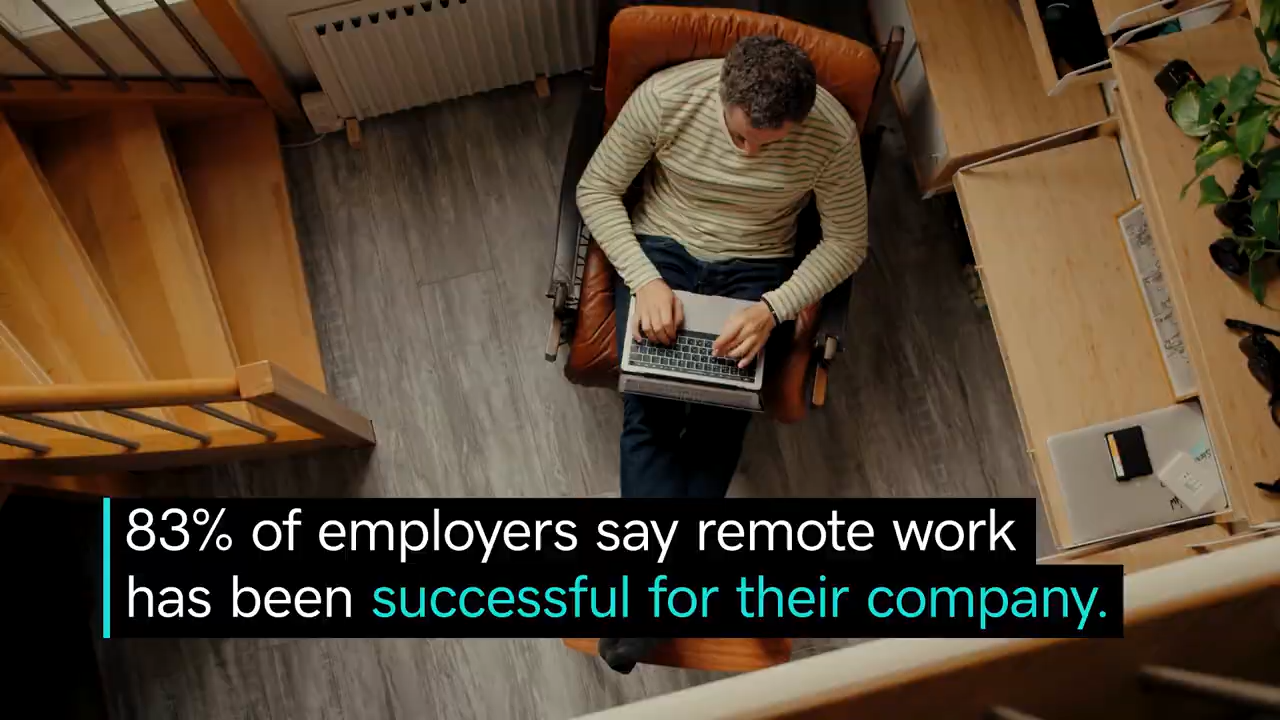 83% of employers say remote work
has been successful for their company.